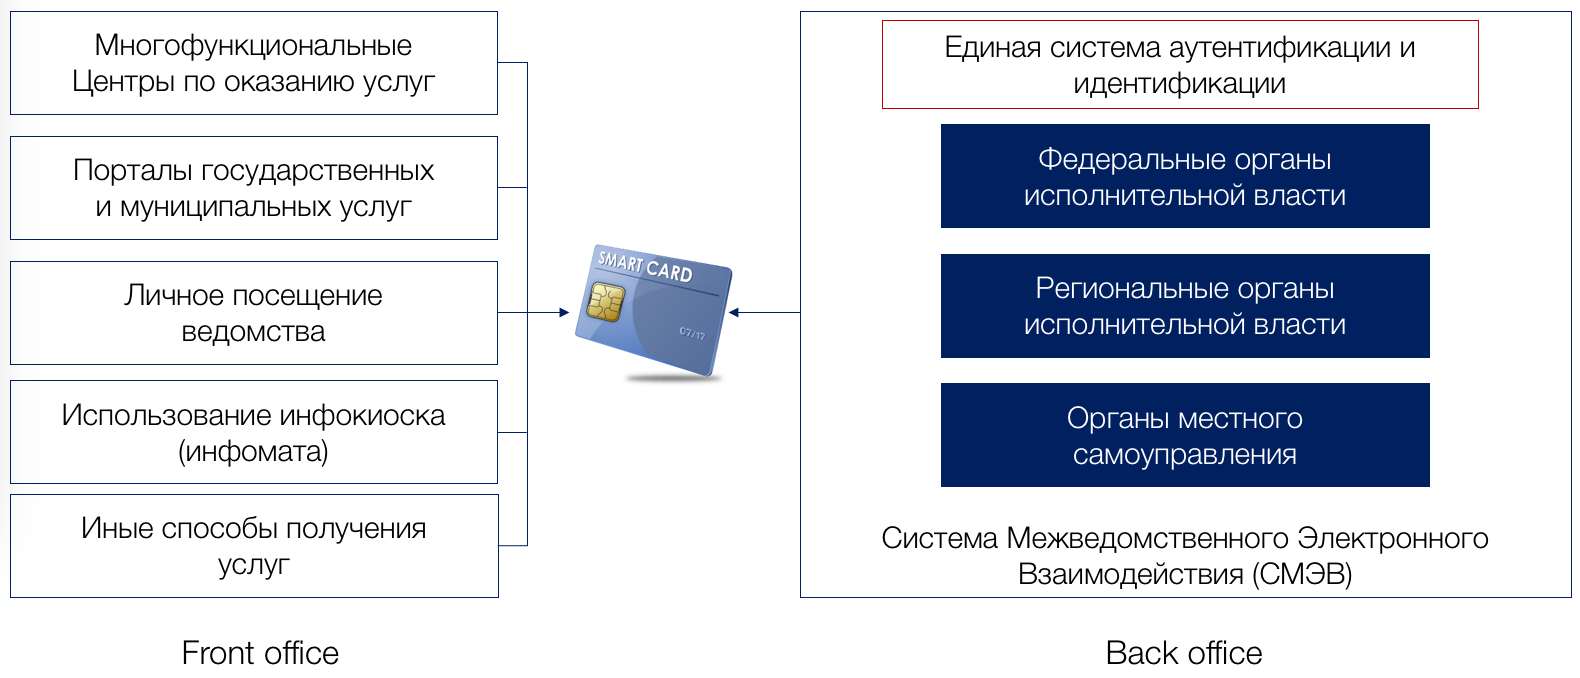 Многофункциональные
Центры по оказанию услуг
Порталы государственных
и муниципальных услуг
Личное посещение
ведомства
Использование инфокиоска
(инфомата)
Иные способы получения
услуг
Front office
SMART CARD
07/17
Единая система аутентификации и
идентификации
Федеральные органы
исполнительной власти
Региональные органы
исполнительной власти
Органы местного
самоуправления
Система Межведомственного Электронного
Взаимодействия (СМЭВ)
Back office